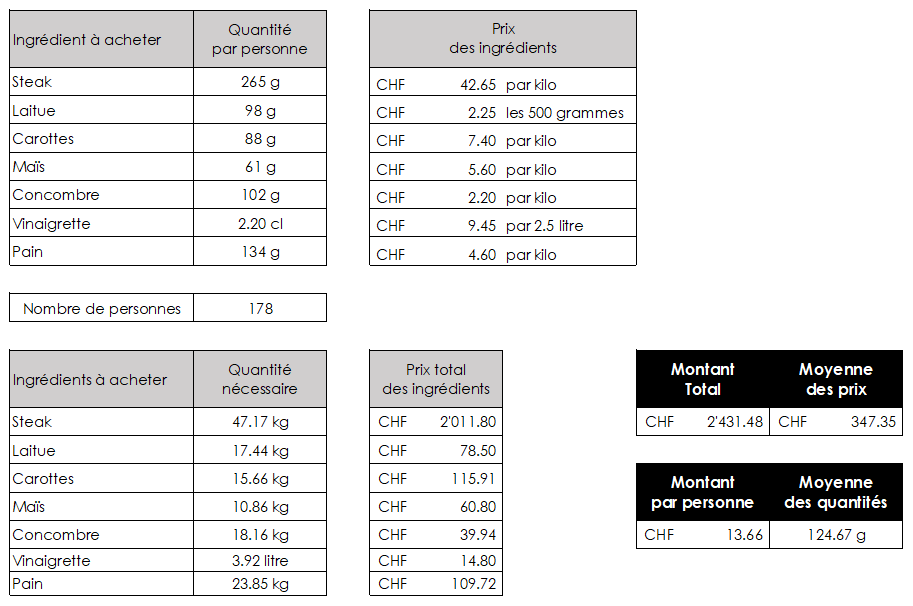 Ingrédient à acheter Quantité par personne
Steak 265 g
Laitue 98 g
Carottes 88 g
Maïs 61 g
Concombre 102 g
Vinaigrette 2.20 cl
Pain 134 g
Prix
des ingrédients
CHF 42.65 par kilo
CHF 2.25 les 500 grammes
CHF 7.40 par kilo
CHF 5.60 par kilo
CHF 2.20 par kilo
CHF 9.45 par 2.5 litre
CHF 4.60 par kilo
Nombre de personnes 178
Ingrédients à acheter Quantité nécessaire
Steak 47.17 kg
Laitue 17.44 kg
Carottes 15.66 kg
Maïs 10.86 kg
Concombre 18.16 kg
Vinaigrette 3.92 litre
Pain 23.85 kg
Prix total
des ingrédients
CHF 2'011.80
CHF 78.50
CHF 115.91
CHF 60.80
CHF 39.94
CHF 14.80
CHF 109.72
Montant Total Moyenne des prix
CHF 2'431.48 CHF 347.35
Montant par personne Moyenne des quantités
CHF 13.66 124.67 g